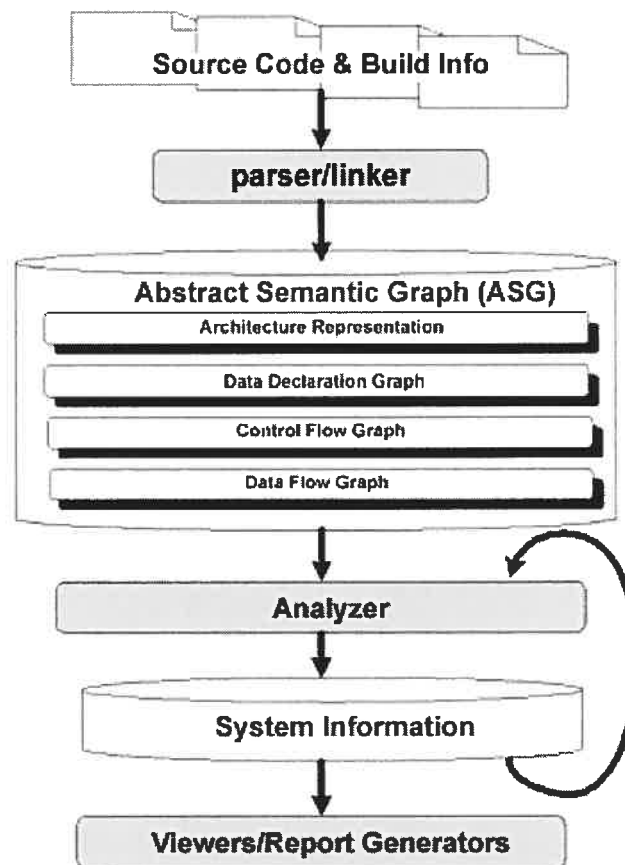 Source Code & Build Info
parser/linker
Abstract Semantic Graph (ASG)
Architecture Representation
Data Declaration Graph
Control Flow Graph
Data Flow Graph
Analyzer
System Information
Viewers/Report Generators